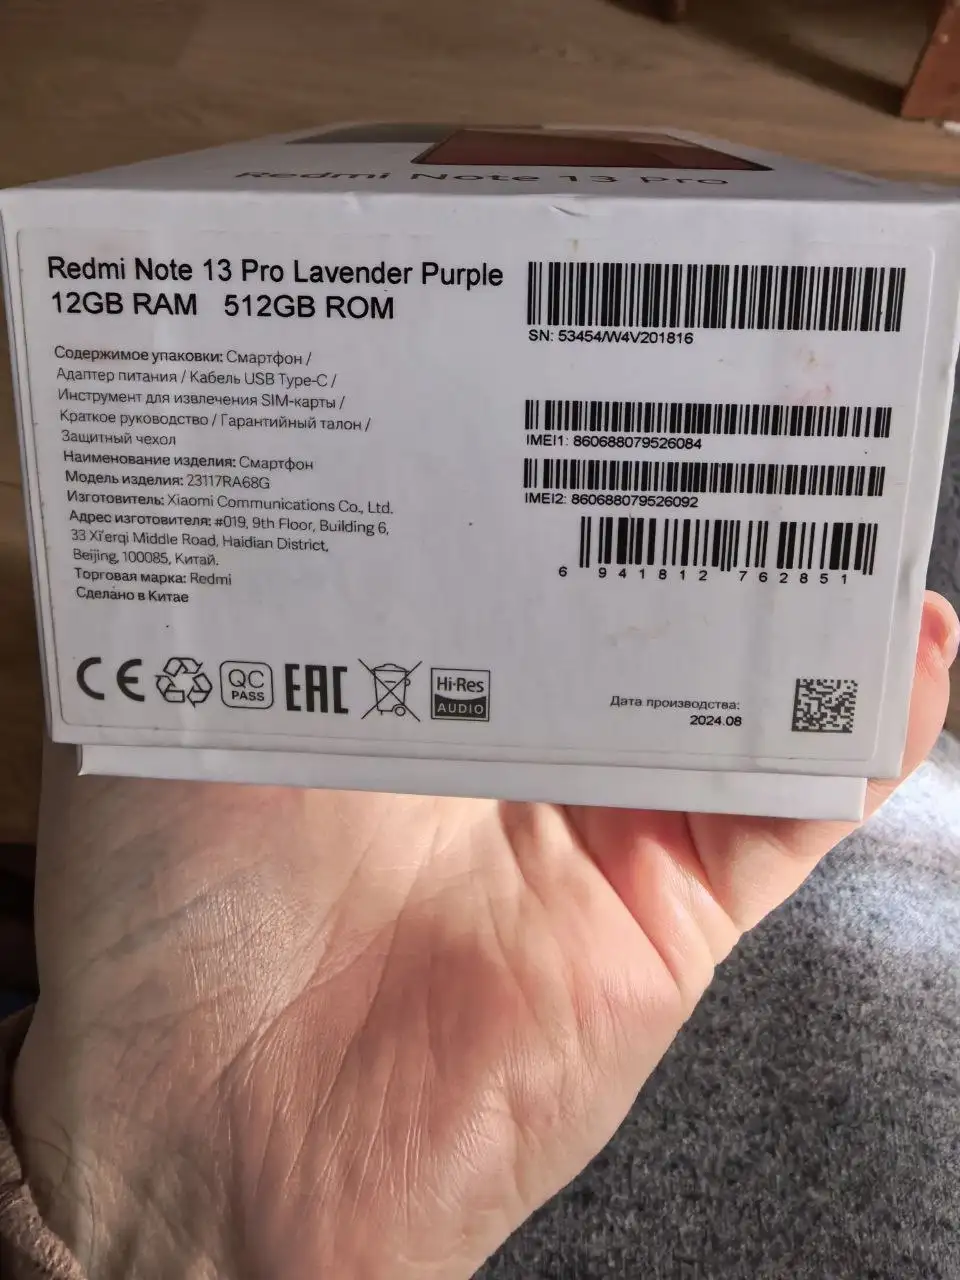 Redmi Note 13 Pro
Redmi Note 13 Pro Lavender Purple
12GB RAM 512GB ROM
Содержимое упаковки: Смартфон /
Адаптер питания / Кабель USB Type-C /
Инструмент для извлечения SIM-карты /
Краткое руководство / Гарантийный талон /
Защитный чехол
Наименование изделия: Смартфон
Модель изделия: 23117RA68G
Изготовитель: Xiaomi Communications Co., Ltd.
Адрес изготовителя: #019, 9th Floor, Building 6,
33 Xi'erqi Middle Road, Haidian District,
Beijing, 100085, Китай.
Торговая марка: Redmi
Сделано в Китае
SN: 53454/W4V201816
IMEI1: 860688079526084
IMEI2: 860688079526092
6 941812 762851
CE
QC
PASS
EAC
Hi-Res
AUDIO
Дата производства:
2024.08